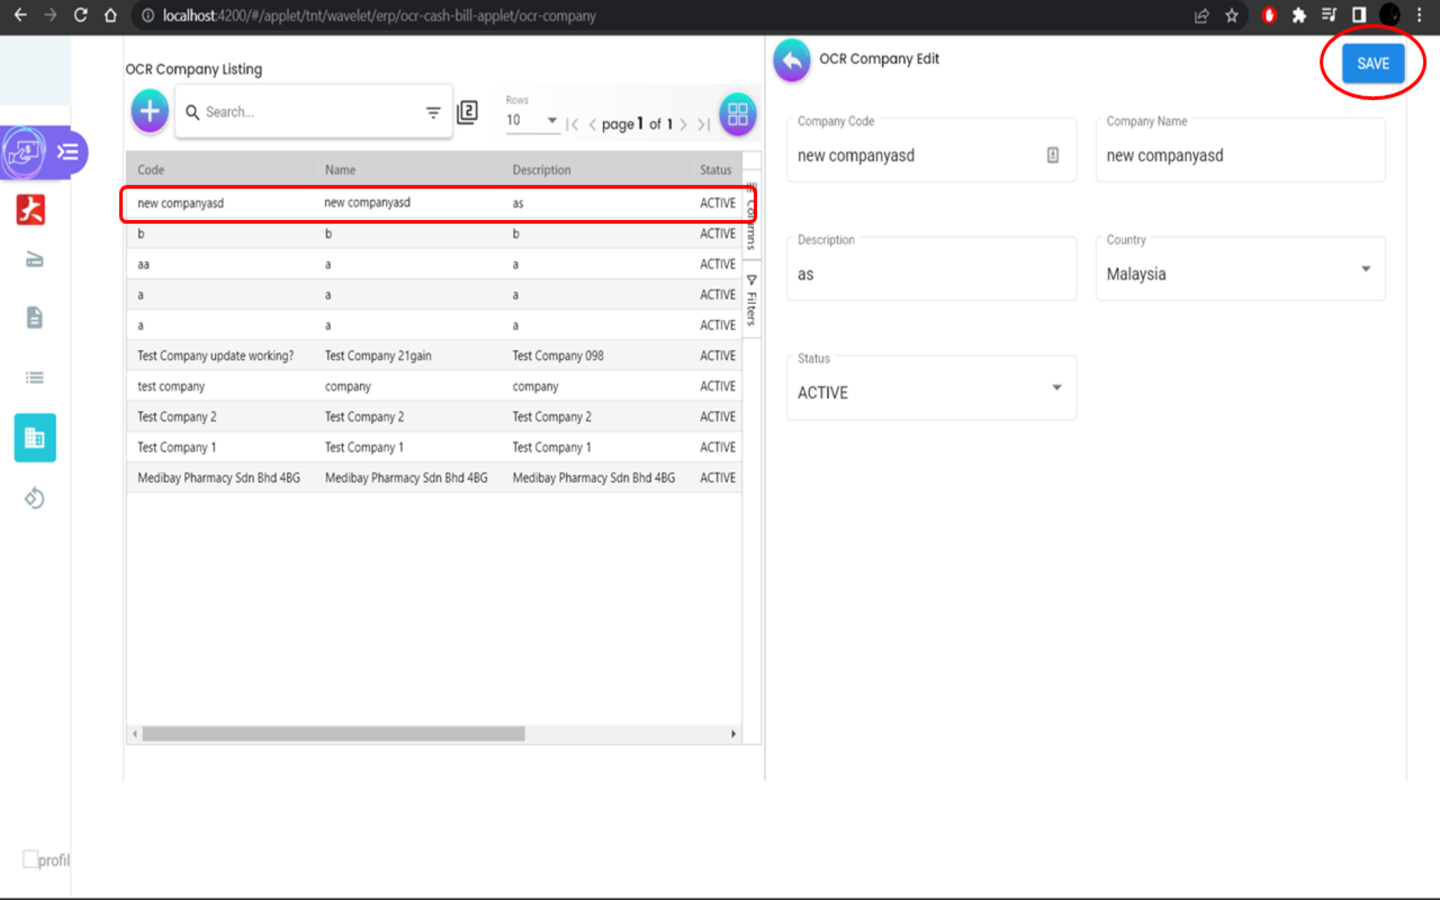 localhost:4200/#/applet/tnt/wavelet/erp/ocr-cash-bill-applet/ocr-company
OCR Company Listing
Search...
2
Rows
10
page 1 of 1
Code Name Description Status
new companyasd new companyasd as ACTIVE
b b b ACTIVE
aa a a ACTIVE
a a a ACTIVE
a a a ACTIVE
Test Company update working? Test Company 21gain Test Company 098 ACTIVE
test company company company ACTIVE
Test Company 2 Test Company 2 Test Company 2 ACTIVE
Test Company 1 Test Company 1 Test Company 1 ACTIVE
Medibay Pharmacy Sdn Bhd 4BG Medibay Pharmacy Sdn Bhd 4BG Medibay Pharmacy Sdn Bhd 4BG ACTIVE
Columns
Filters
OCR Company Edit
SAVE
Company Code
new companyasd
Company Name
new companyasd
Description
as
Country
Malaysia
Status
ACTIVE
profil